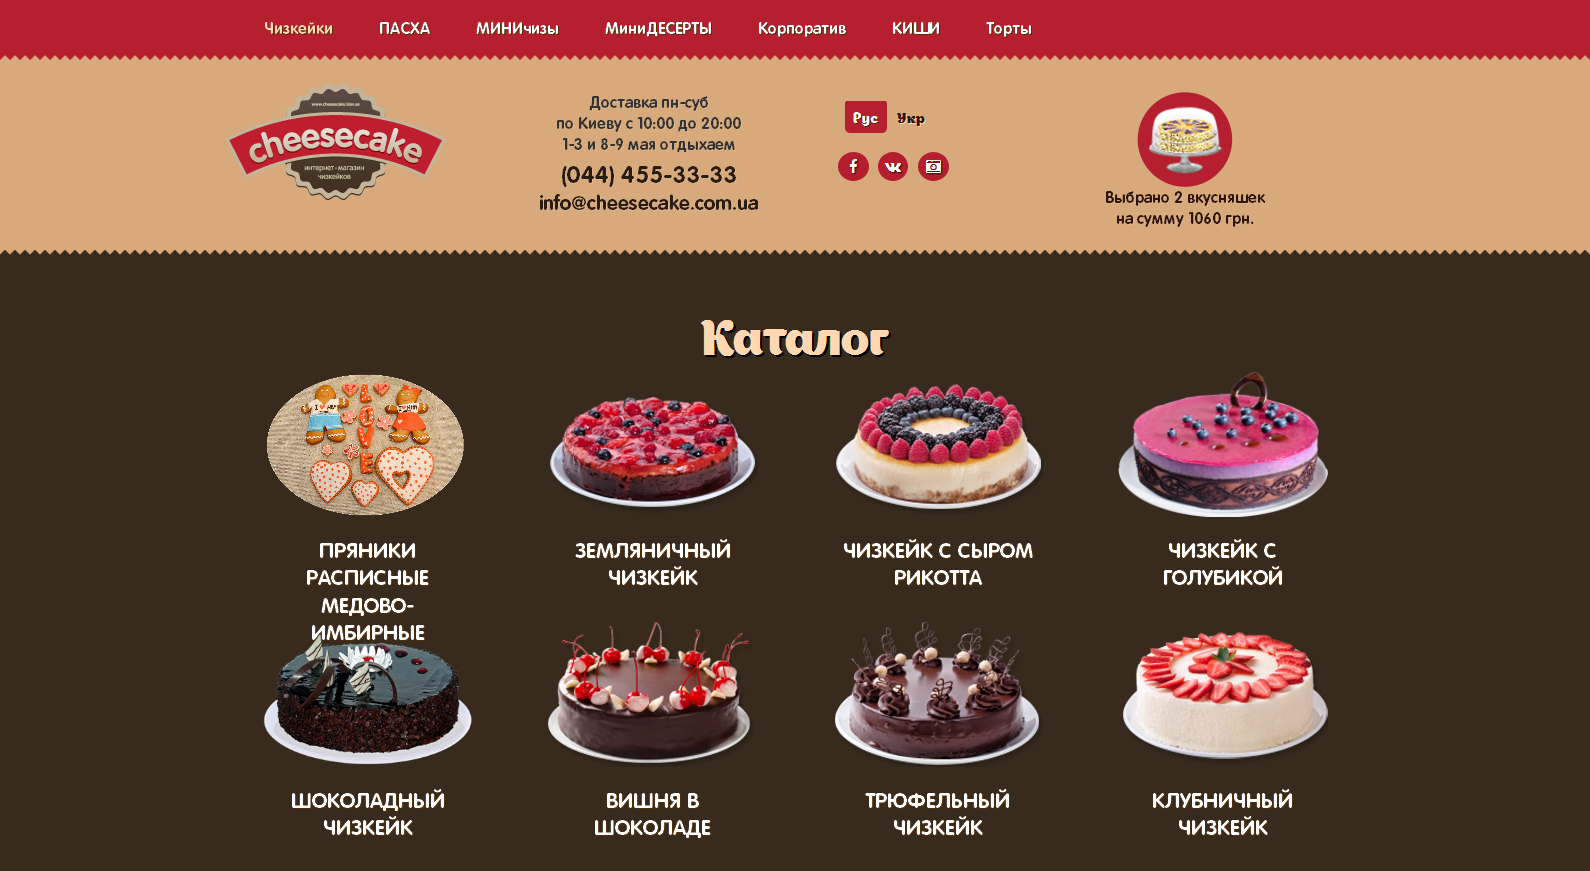 Чизкейки ПАСХА МИНИчизы МиниДЕСЕРТЫ Корпоратив КИШИ Торты
www.cheesecake.kiev.ua
cheesecake
интернет-магазин
чизкейков
Доставка пн-суб
по Киеву с 10:00 до 20:00
1-3 и 8-9 мая отдыхаем
(044) 455-33-33
info@cheesecake.com.ua
Рус Укр
Выбрано 2 вкусняшек
на сумму 1060 грн.
Каталог
LOVE
ПРЯНИКИ
РАСПИСНЫЕ
МЕДОВО-
ИМБИРНЫЕ
ЗЕМЛЯНИЧНЫЙ
ЧИЗКЕЙК
ЧИЗКЕЙК С СЫРОМ
РИКОТТА
ЧИЗКЕЙК С
ГОЛУБИКОЙ
ШОКОЛАДНЫЙ
ЧИЗКЕЙК
ВИШНЯ В
ШОКОЛАДЕ
ТРЮФЕЛЬНЫЙ
ЧИЗКЕЙК
КЛУБНИЧНЫЙ
ЧИЗКЕЙК